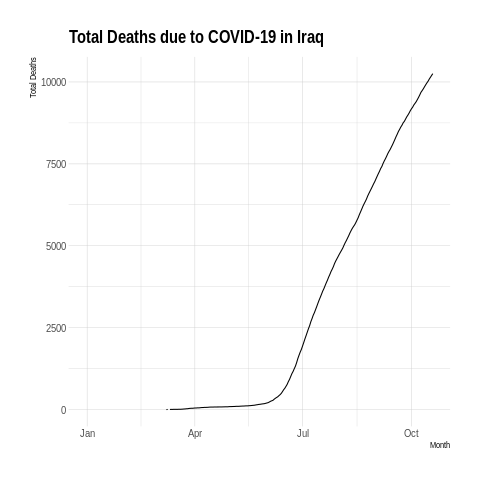 Total Deaths due to COVID-19 in Iraq
Total Deaths
10000
7500
5000
2500
0
Jan Apr Jul Oct
Month